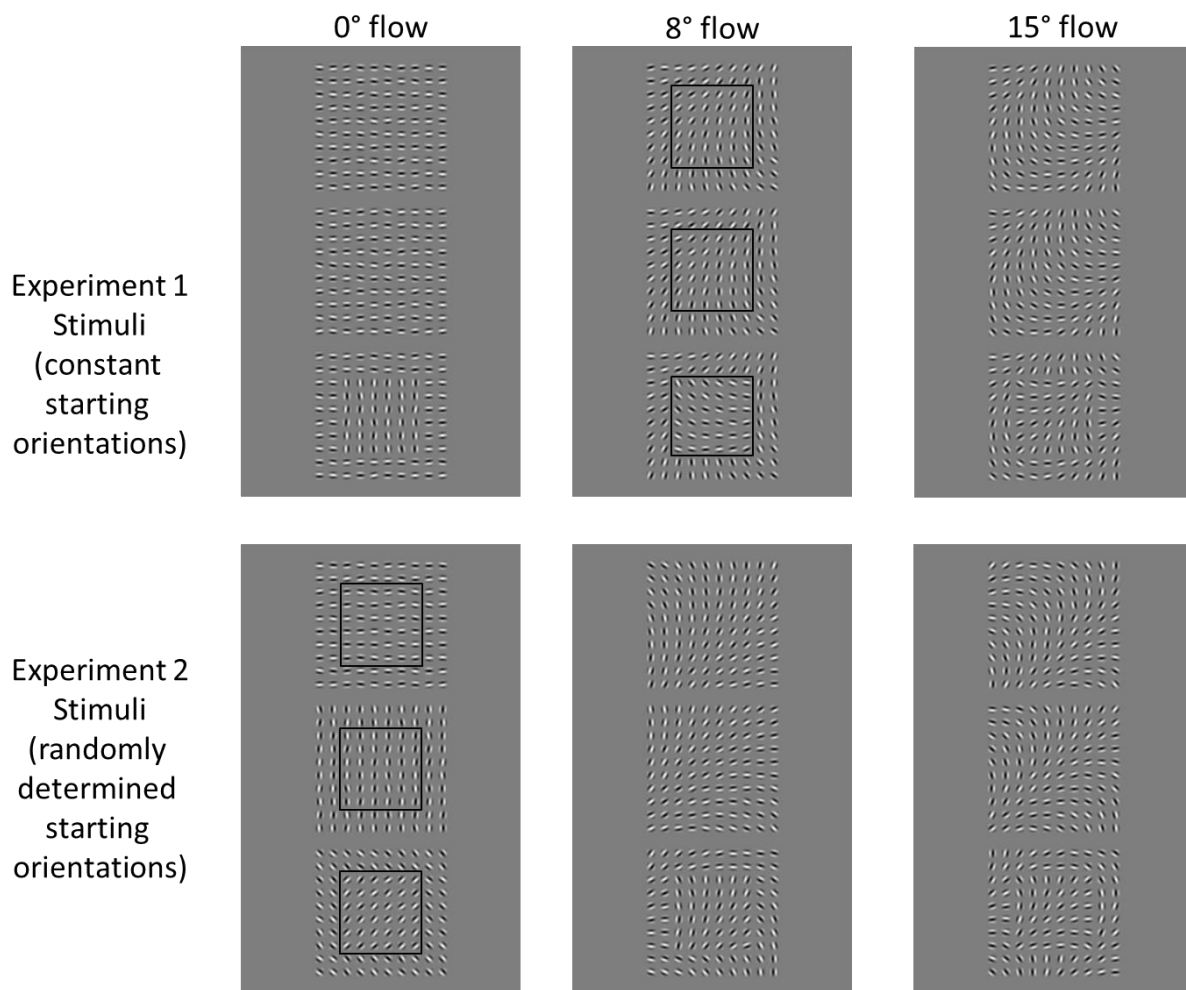 0° flow
8° flow
15° flow
Experiment 1
Stimuli
(constant
starting
orientations)
Experiment 2
Stimuli
(randomly
determined
starting
orientations)